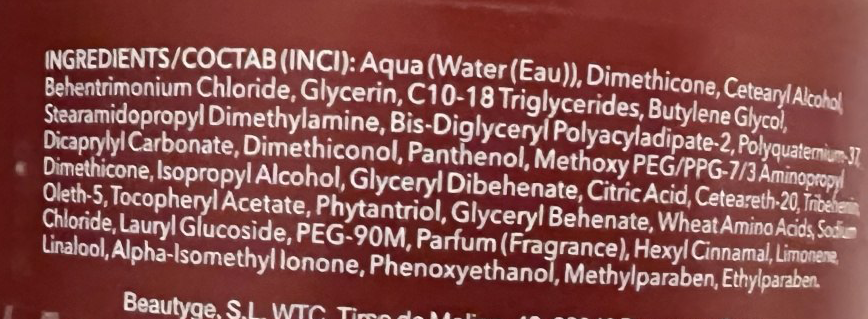 INGREDIENTS/COCTAB (INCI): Aqua (Water (Eau)), Dimethicone, Cetearyl Alcohol,
Behentrimonium Chloride, Glycerin, C10-18 Triglycerides, Butylene Glycol,
Stearamidopropyl Dimethylamine, Bis-Diglyceryl Polyacyladipate-2, Polyquaternium-37,
Dicaprylyl Carbonate, Dimethiconol, Panthenol, Methoxy PEG/PPG-7/3 Aminopropyl
Dimethicone, Isopropyl Alcohol, Glyceryl Dibehenate, Citric Acid, Ceteareth-20, Tribehenin,
Oleth-5, Tocopheryl Acetate, Phytantriol, Glyceryl Behenate, Wheat Amino Acids, Sodium
Chloride, Lauryl Glucoside, PEG-90M, Parfum (Fragrance), Hexyl Cinnamal, Limonene,
Linalool, Alpha-Isomethyl Ionone, Phenoxyethanol, Methylparaben, Ethylparaben.
Beautyge, S.L. WTC,